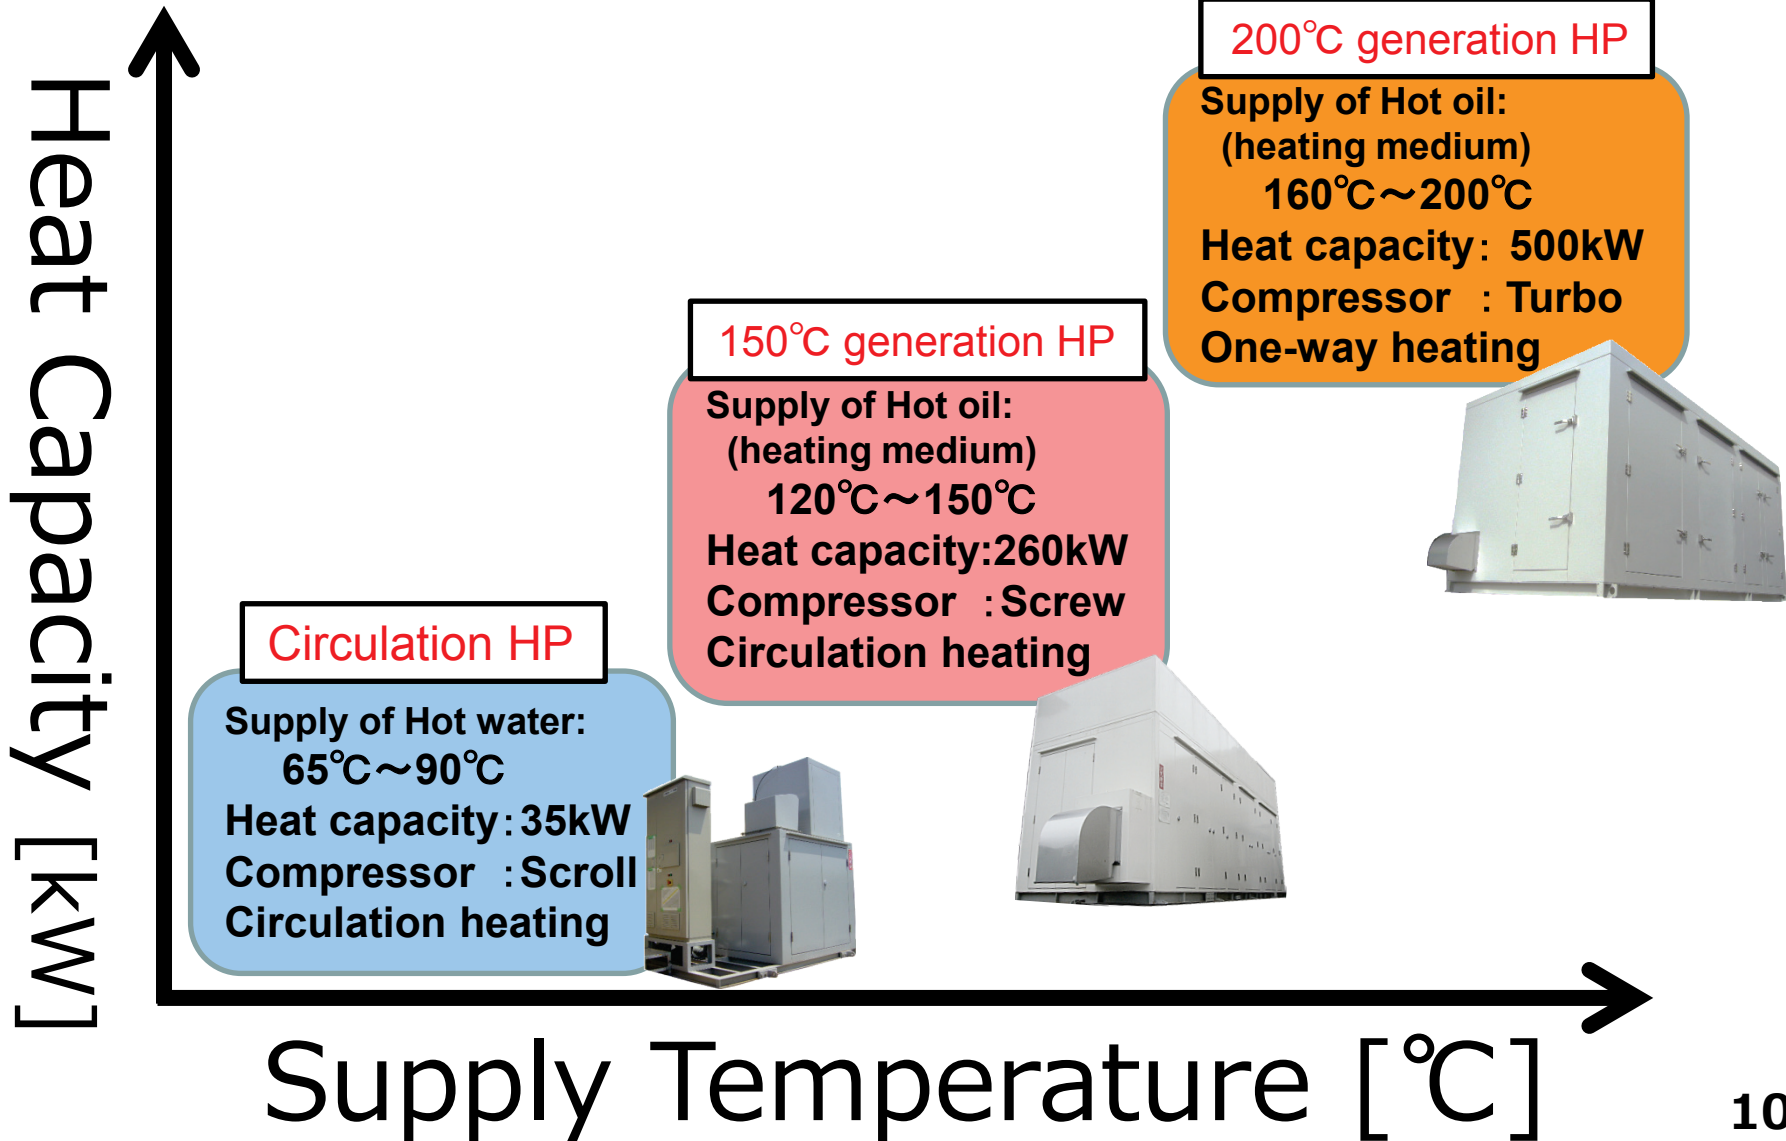 Heat Capacity [kW]
200℃ generation HP
Supply of Hot oil:
(heating medium)
160℃～200℃
Heat capacity： 500kW
Compressor ：Turbo
One-way heating
150℃ generation HP
Supply of Hot oil:
(heating medium)
120℃～150℃
Heat capacity:260kW
Compressor ：Screw
Circulation heating
Circulation HP
Supply of Hot water:
65℃～90℃
Heat capacity：35kW
Compressor ：Scroll
Circulation heating
Supply Temperature [℃]
10